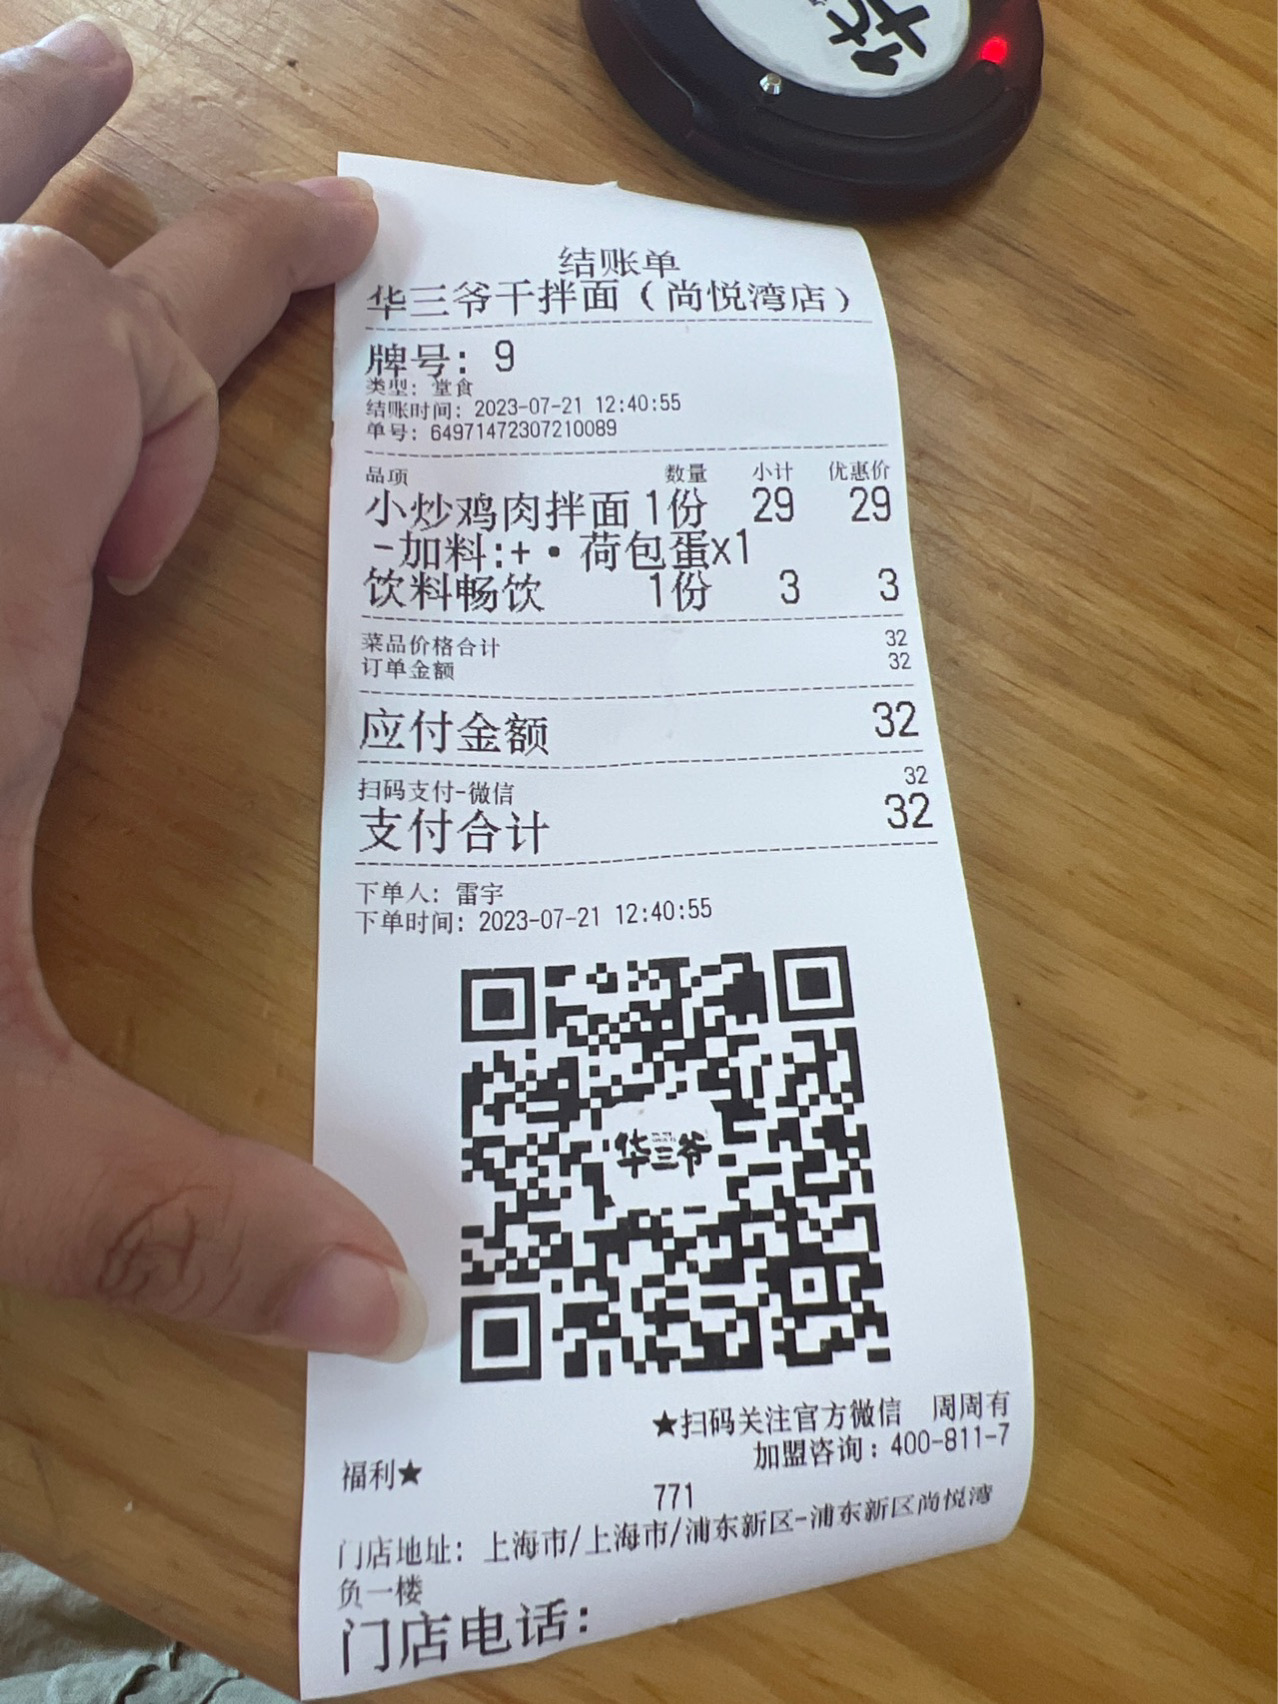 结账单
华三爷干拌面（尚悦湾店）
牌号：9
类型：堂食
结账时间：2023-07-21 12:40:55
单号：64971472307210089
品项 数量 小计 优惠价
小炒鸡肉拌面 1份 29 29
-加料:+·荷包蛋x1
饮料畅饮 1份 3 3
菜品价格合计 32
订单金额 32
应付金额 32
扫码支付-微信 32
支付合计 32
下单人：雷宇
下单时间：2023-07-21 12:40:55
华三爷
★扫码关注官方微信 周周有
福利★
加盟咨询：400-811-7
771
门店地址：上海市/上海市/浦东新区-浦东新区尚悦湾
负一楼
门店电话：